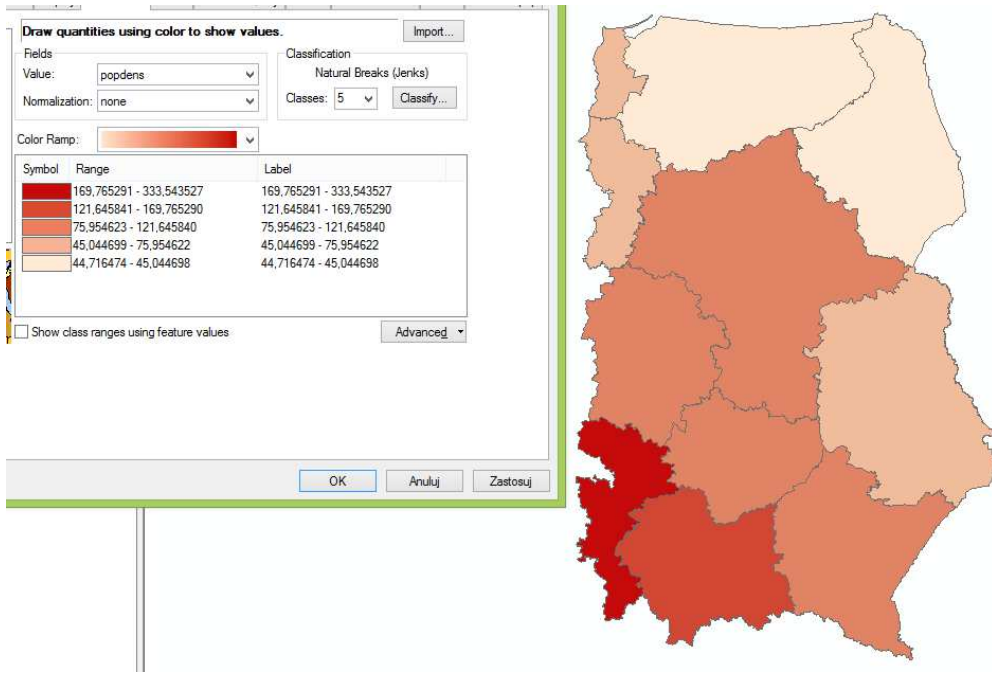 Draw quantities using color to show values.
Import...
Fields
Value: popdens
Normalization: none
Classification
Natural Breaks (Jenks)
Classes: 5 Classify...
Color Ramp:
Symbol Range Label
169,765291 - 333,543527 169,765291 - 333,543527
121,645841 - 169,765290 121,645841 - 169,765290
75,954623 - 121,645840 75,954623 - 121,645840
45,044699 - 75,954622 45,044699 - 75,954622
44,716474 - 45,044698 44,716474 - 45,044698
Show class ranges using feature values
Advanced
OK Anuluj Zastosuj